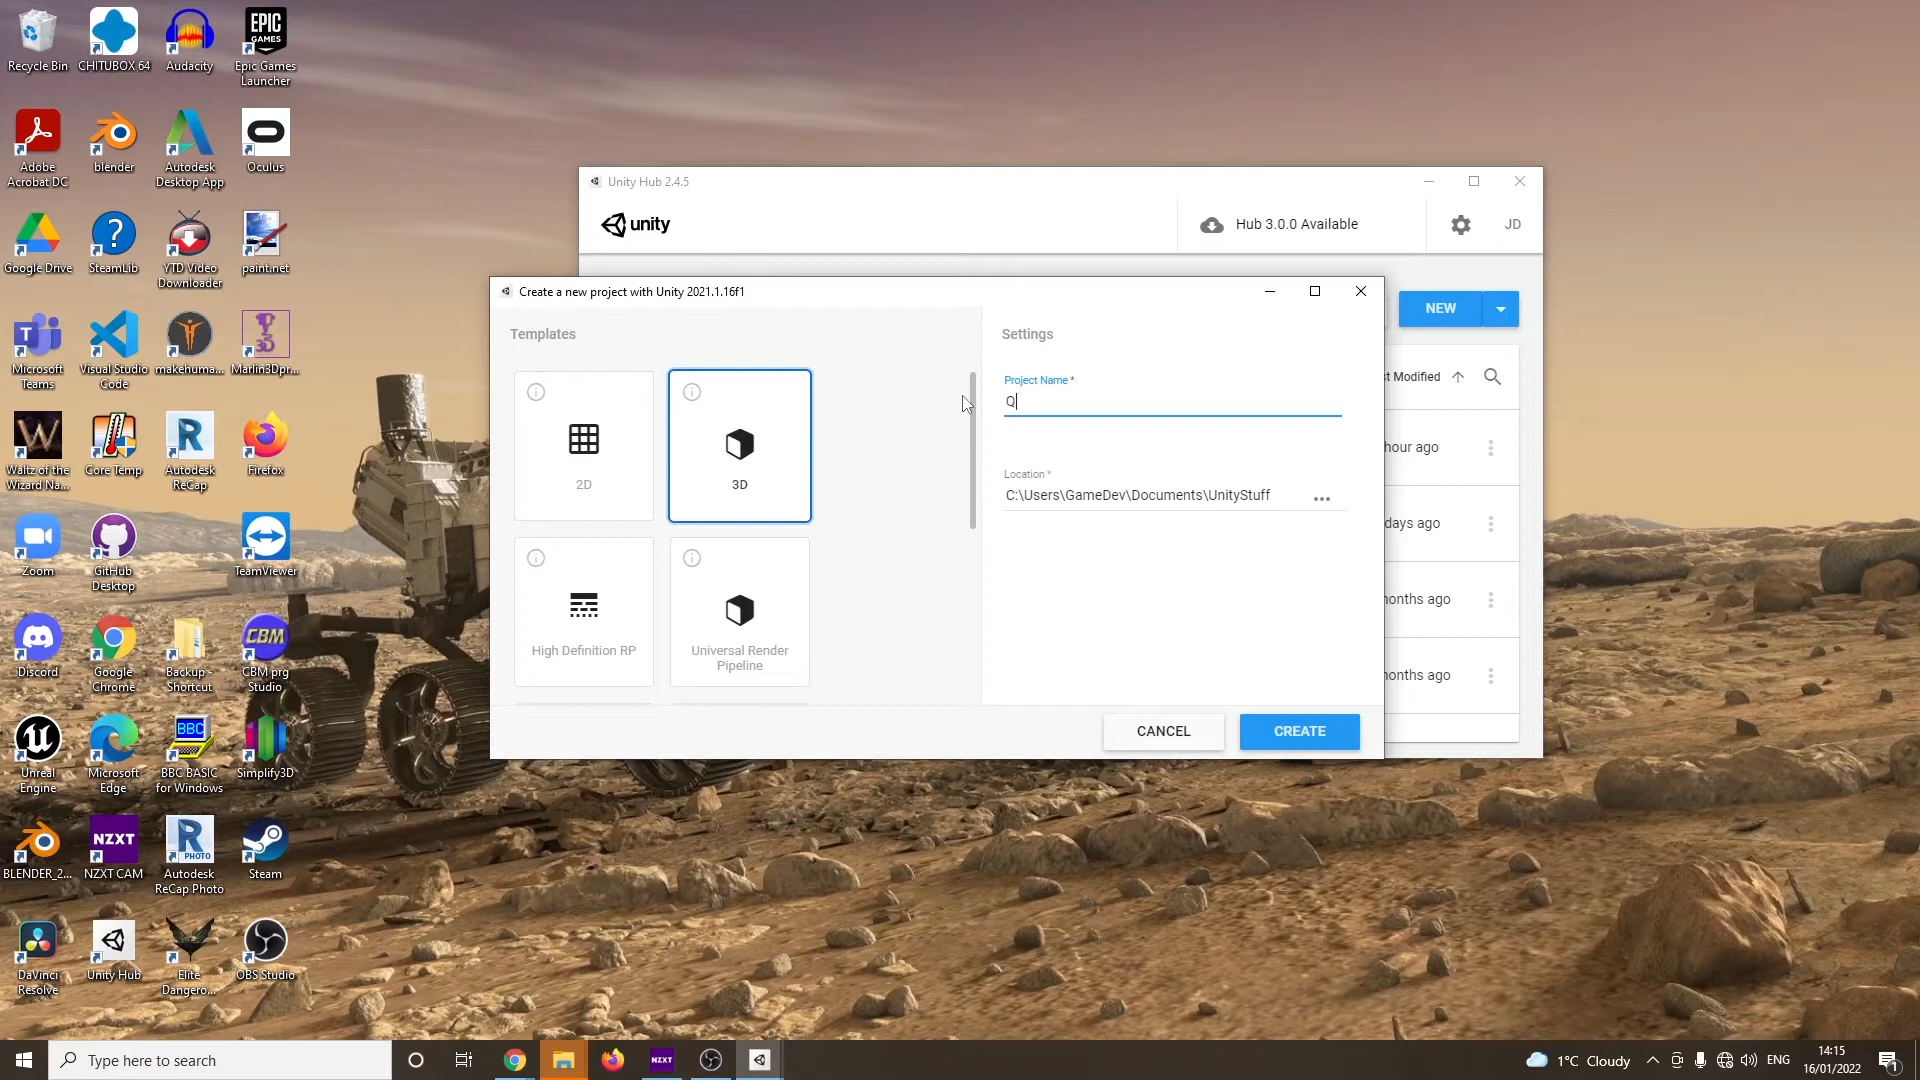 Recycle Bin
CHITUBOX 64
Audacity
EPIC
GAMES
Epic Games
Launcher
Adobe
Acrobat DC
blender
Autodesk
Desktop App
Oculus
Google Drive
SteamLib
YTD Video
Downloader
paint.net
Microsoft
Teams
Visual Studio
Code
makehuma...
Marlin3Dpr...
Waltz of the
Wizard Na...
Core Temp
Autodesk
ReCap
Firefox
Zoom
GitHub
Desktop
TeamViewer
Discord
Google
Chrome
Backup -
Shortcut
CBM
CBM prg
Studio
Unreal
Engine
Microsoft
Edge
BBC
BBC BASIC
for Windows
Simplify3D
BLENDER_2...
NZXT
NZXT CAM
PHOTO
Autodesk
ReCap Photo
Steam
DaVinci
Resolve
Unity Hub
Elite
Dangero...
OBS Studio
Unity Hub 2.4.5
unity
Hub 3.0.0 Available
JD
NEW
st Modified
hour ago
days ago
months ago
months ago
Create a new project with Unity 2021.1.16f1
Templates
2D
3D
High Definition RP
Universal Render
Pipeline
Settings
Project Name *
Q
Location *
C:\Users\GameDev\Documents\UnityStuff
CANCEL
CREATE
Type here to search
NZXT
1°C Cloudy
ENG
14:15
16/01/2022
1